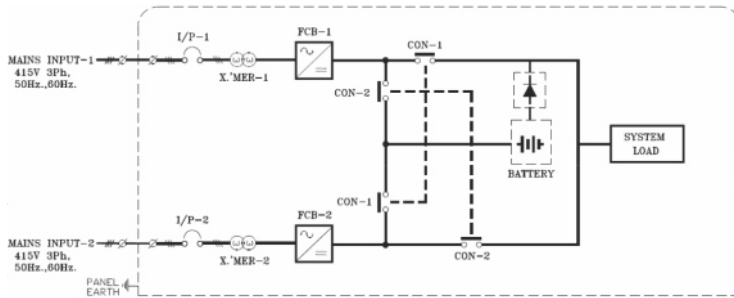 I/P-1
FCB-1
CON-1
MAINS INPUT-1
415V 3Ph,
50Hz.,60Hz.
X.'MER-1
CON-2
SYSTEM
LOAD
BATTERY
CON-1
I/P-2
FCB-2
MAINS INPUT-2
415V 3Ph,
50Hz.,60Hz.
X.'MER-2
CON-2
PANEL
EARTH